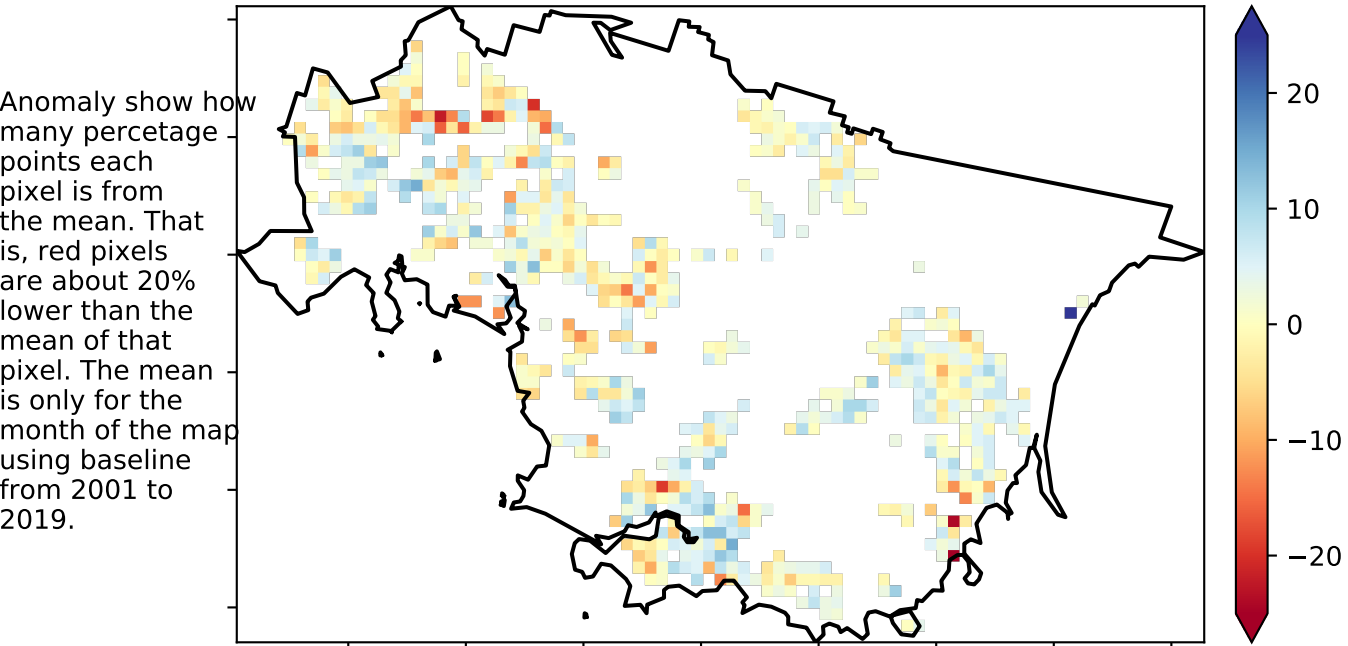 Anomaly show how
many percetage
points each
pixel is from
the mean. That
is, red pixels
are about 20%
lower than the
mean of that
pixel. The mean
is only for the
month of the map
using baseline
from 2001 to
2019.
20
10
0
−10
−20